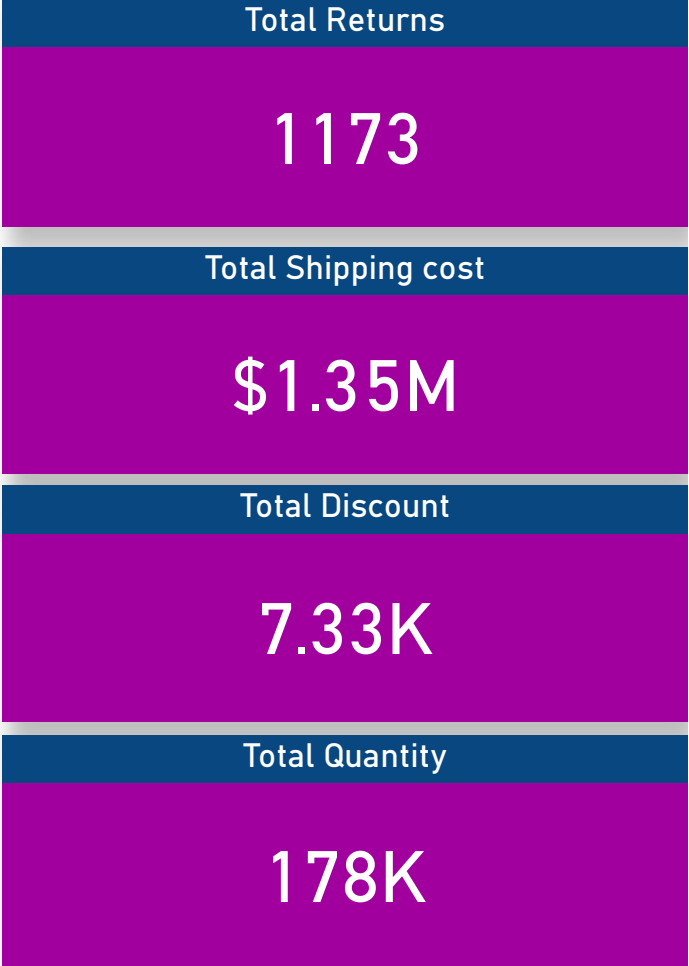 Total Returns
1173
Total Shipping cost
$1.35M
Total Discount
7.33K
Total Quantity
178K